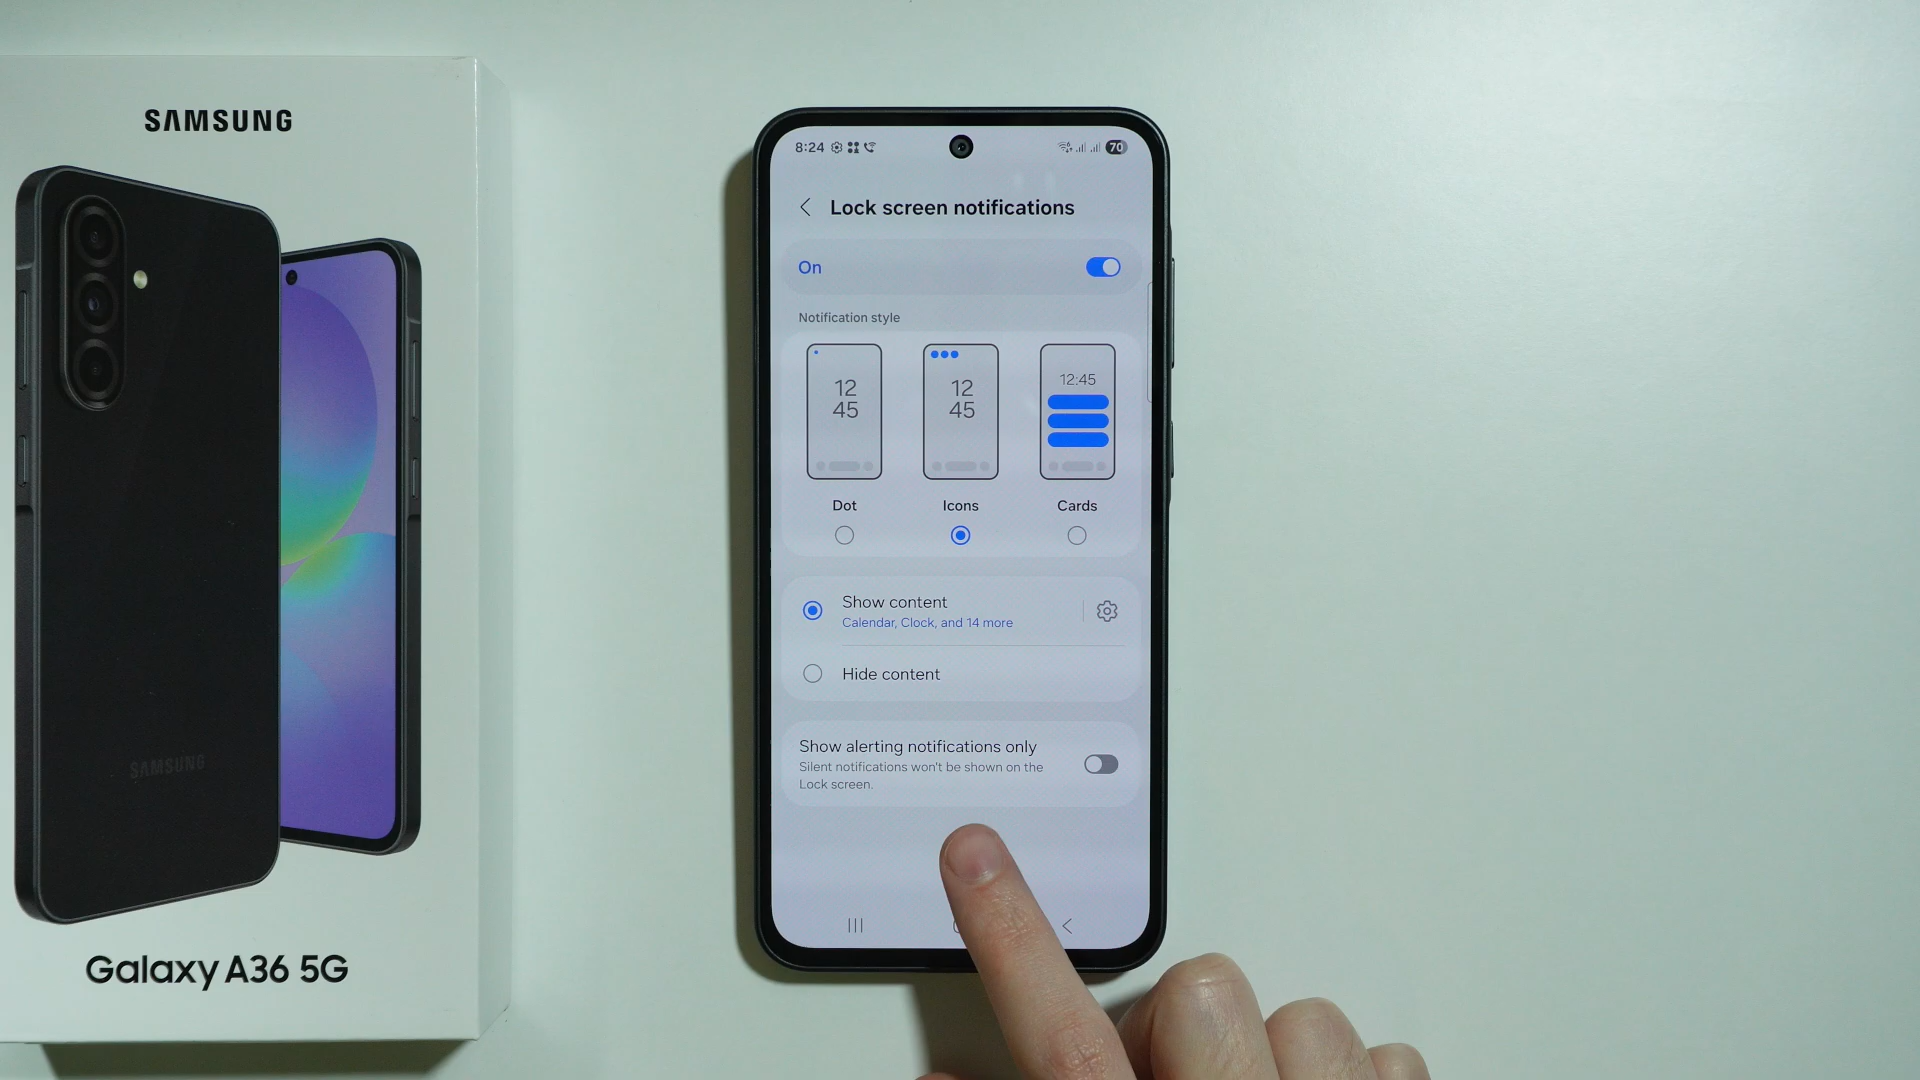 SAMSUNG
SAMSUNG
Galaxy A36 5G
8:24
70
Lock screen notifications
On
Notification style
12
45
12
45
12:45
Dot
Icons
Cards
Show content
Calendar, Clock, and 14 more
Hide content
Show alerting notifications only
Silent notifications won't be shown on the
Lock screen.